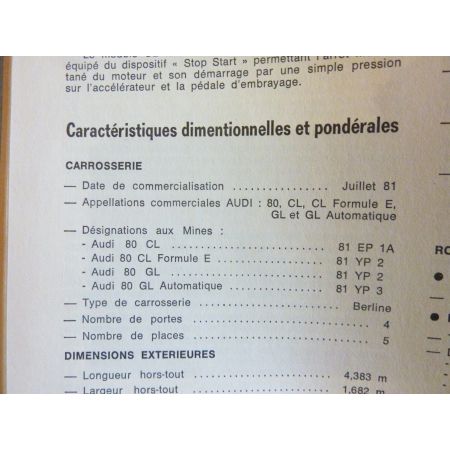 équipé du dispositif « Stop Start » permettant l'arrêt
tané du moteur et son démarrage par une simple pression
sur l'accélérateur et la pédale d'embrayage.
Caractéristiques dimentionnelles et pondérales
CARROSSERIE
— Date de commercialisation ................. Juillet 81
— Appellations commerciales AUDI : 80, CL, CL Formule E,
GL et GL Automatique
— Désignations aux Mines :
- Audi 80 CL ........................... 81 EP 1A
- Audi 80 CL Formule E ................... 81 YP 2
- Audi 80 GL ............................ 81 YP 2
- Audi 80 GL Automatique ................. 81 YP 3
— Type de carrosserie ..................... Berline
— Nombre de portes ........................... 4
— Nombre de places ........................... 5
DIMENSIONS EXTERIEURES
— Longueur hors-tout ..................... 4,383 m
— Largeur hors-tout ...................... 1,682 m
RO